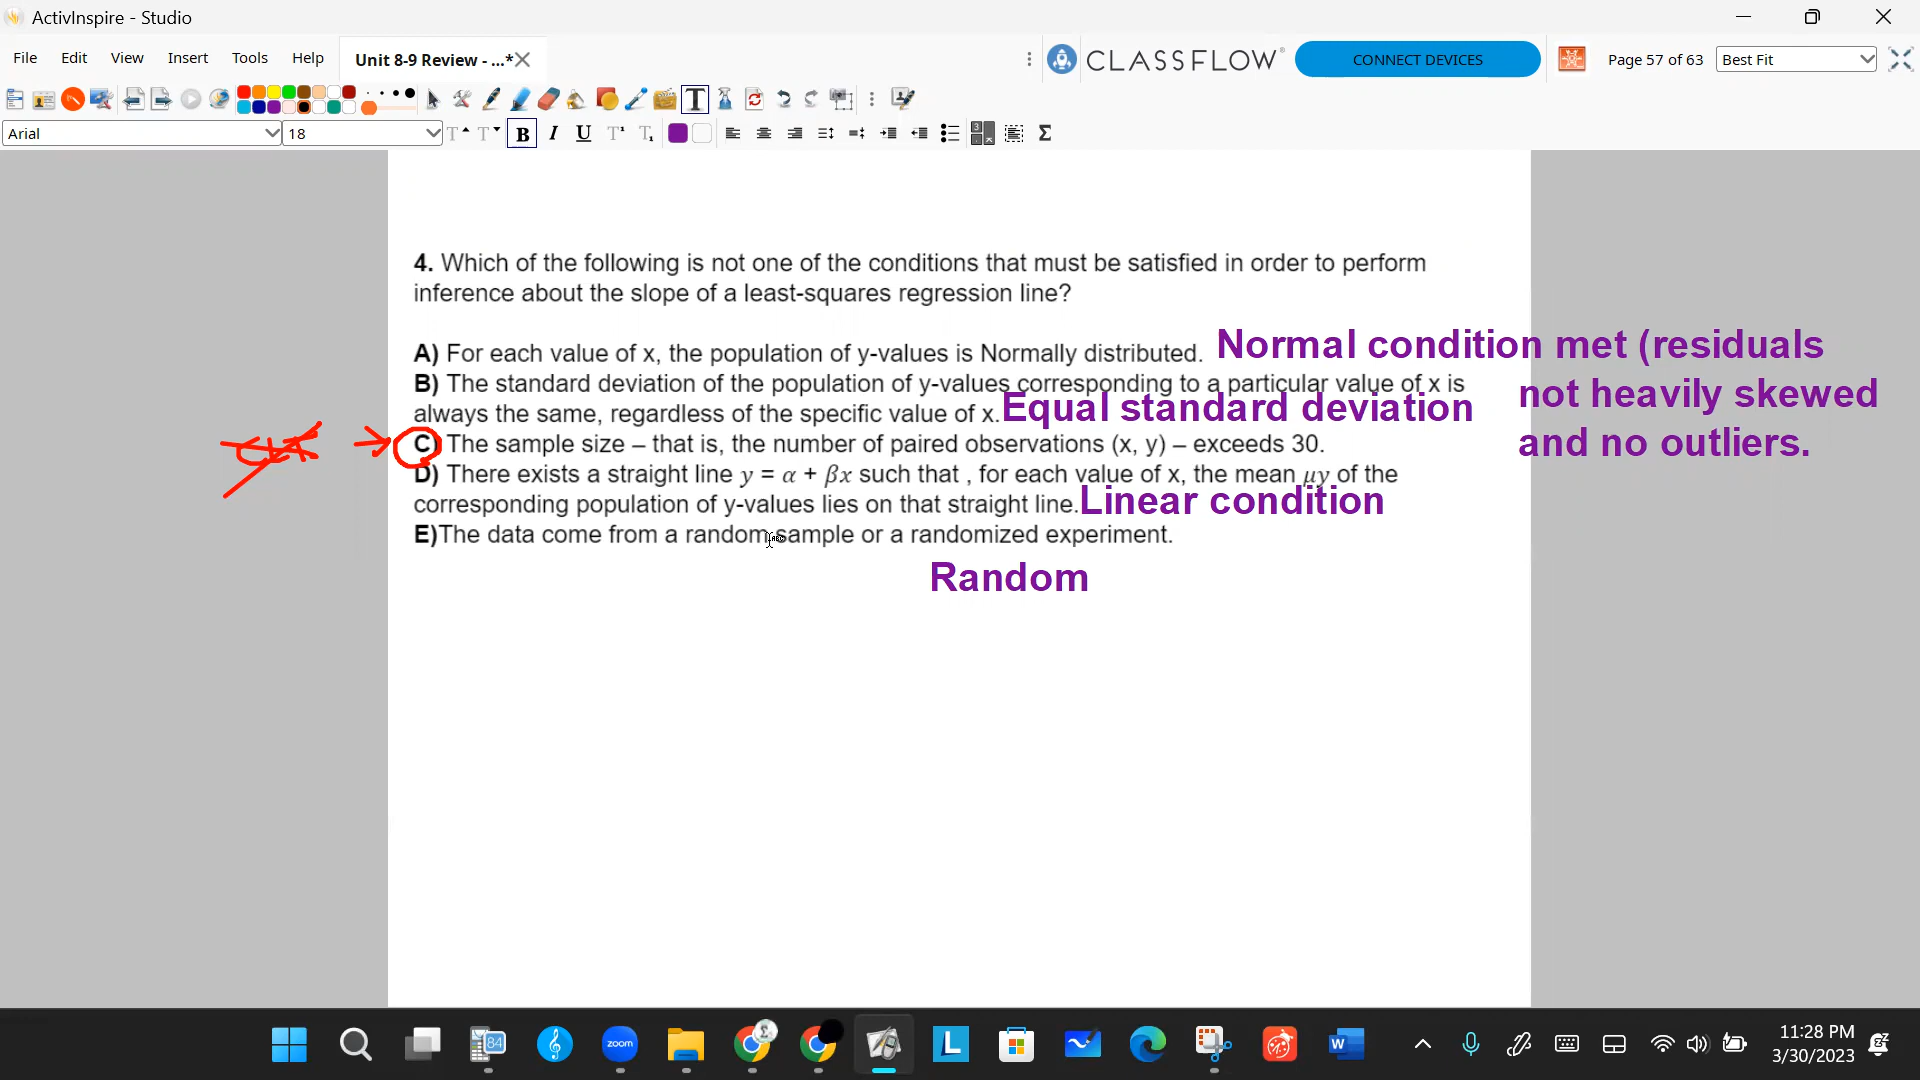 ActivInspire - Studio
File Edit View Insert Tools Help Unit 8-9 Review - ...* CLASSFLOW CONNECT DEVICES Page 57 of 63 Best Fit
Arial 18 B I U Σ
4. Which of the following is not one of the conditions that must be satisfied in order to perform
inference about the slope of a least-squares regression line?
A) For each value of x, the population of y-values is Normally distributed. Normal condition met (residuals
not heavily skewed
and no outliers.
B) The standard deviation of the population of y-values corresponding to a particular value of x is
always the same, regardless of the specific value of x. Equal standard deviation
CLT
C) The sample size – that is, the number of paired observations (x, y) – exceeds 30.
D) There exists a straight line y = α + βx such that , for each value of x, the mean μy of the
corresponding population of y-values lies on that straight line. Linear condition
E)The data come from a random sample or a randomized experiment.
Random
84 zoom L W
11:28 PM
3/30/2023